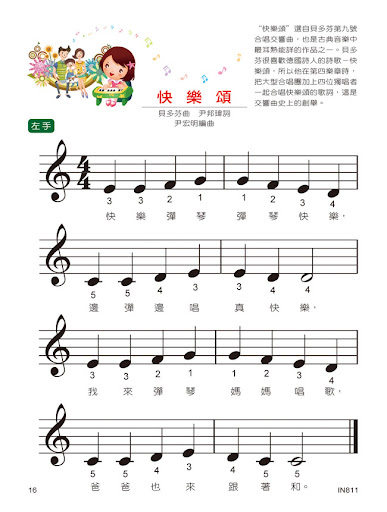 “快樂頌”選自貝多芬第九號
合唱交響曲，也是古典音樂中
最耳熟能詳的作品之一。貝多
芬很喜歡德國詩人的詩歌－快
樂頌，所以他在第四樂章時，
把大型合唱團加上四位獨唱者
一起合唱快樂頌的歌詞，這是
交響曲史上的創舉。
快 樂 頌
貝多芬曲　尹邦瑋詞
尹宏明編曲
左手
4
4
3 3 2 1 1 2 3 4
快 樂 彈 琴 彈 琴 快 樂，
5 5 4 3 3 4 4
邊 彈 邊 唱 真 快 樂，
3 3 2 1 1 2 3 4
我 來 彈 琴 媽 媽 唱 歌，
5 5 4 3 4 5 5
爸 爸 也 來 跟 著 和。
16
IN811